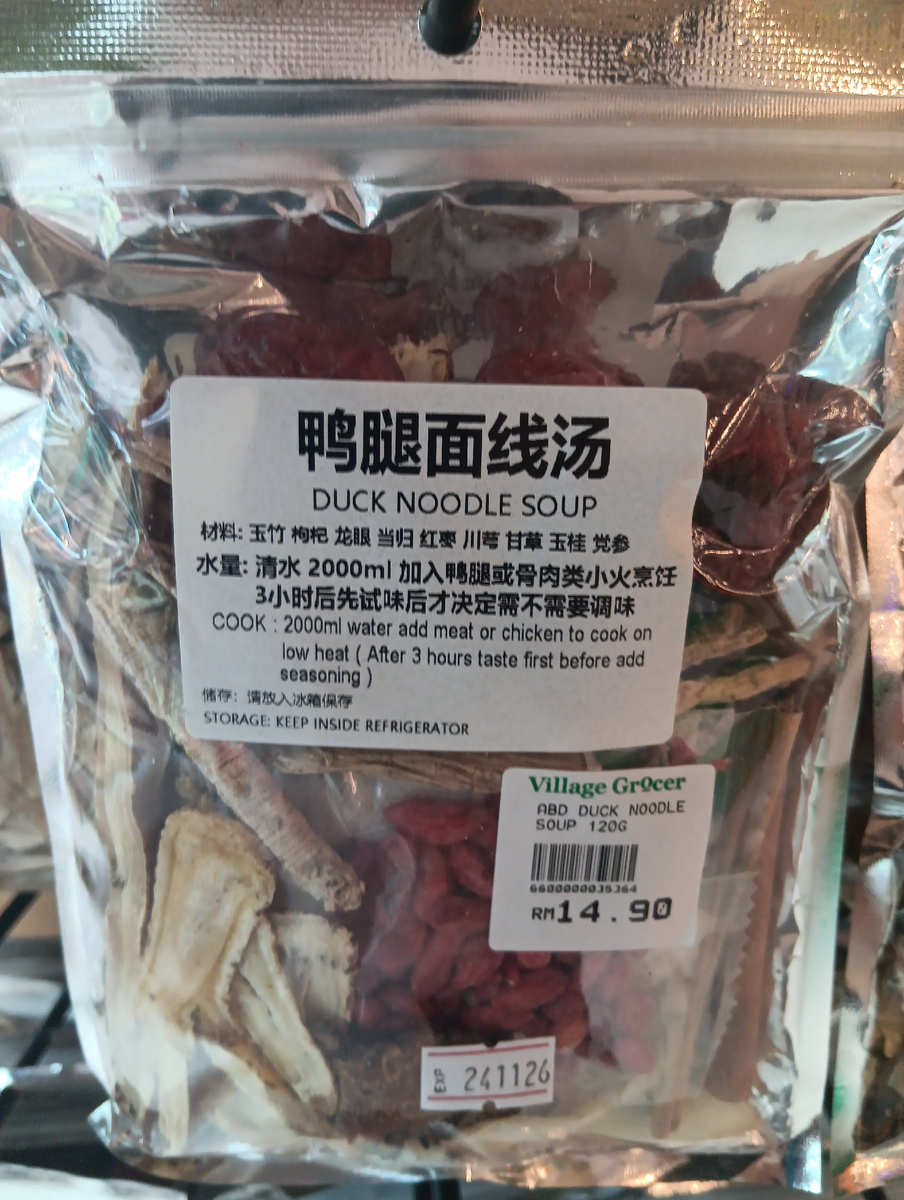 鸭腿面线汤
DUCK NOODLE SOUP
材料: 玉竹 枸杞 龙眼 当归 红枣 川芎 甘草 玉桂 党参
水量: 清水 2000ml 加入鸭腿或骨肉类小火烹饪
3小时后先试味后才决定需不需要调味
COOK : 2000ml water add meat or chicken to cook on
low heat ( After 3 hours taste first before add
seasoning )
储存: 请放入冰箱保存
STORAGE: KEEP INSIDE REFRIGERATOR
Village Gr0cer
ABD DUCK NOODLE
SOUP 120G
6600000035364
RM14.90
EXP 241126